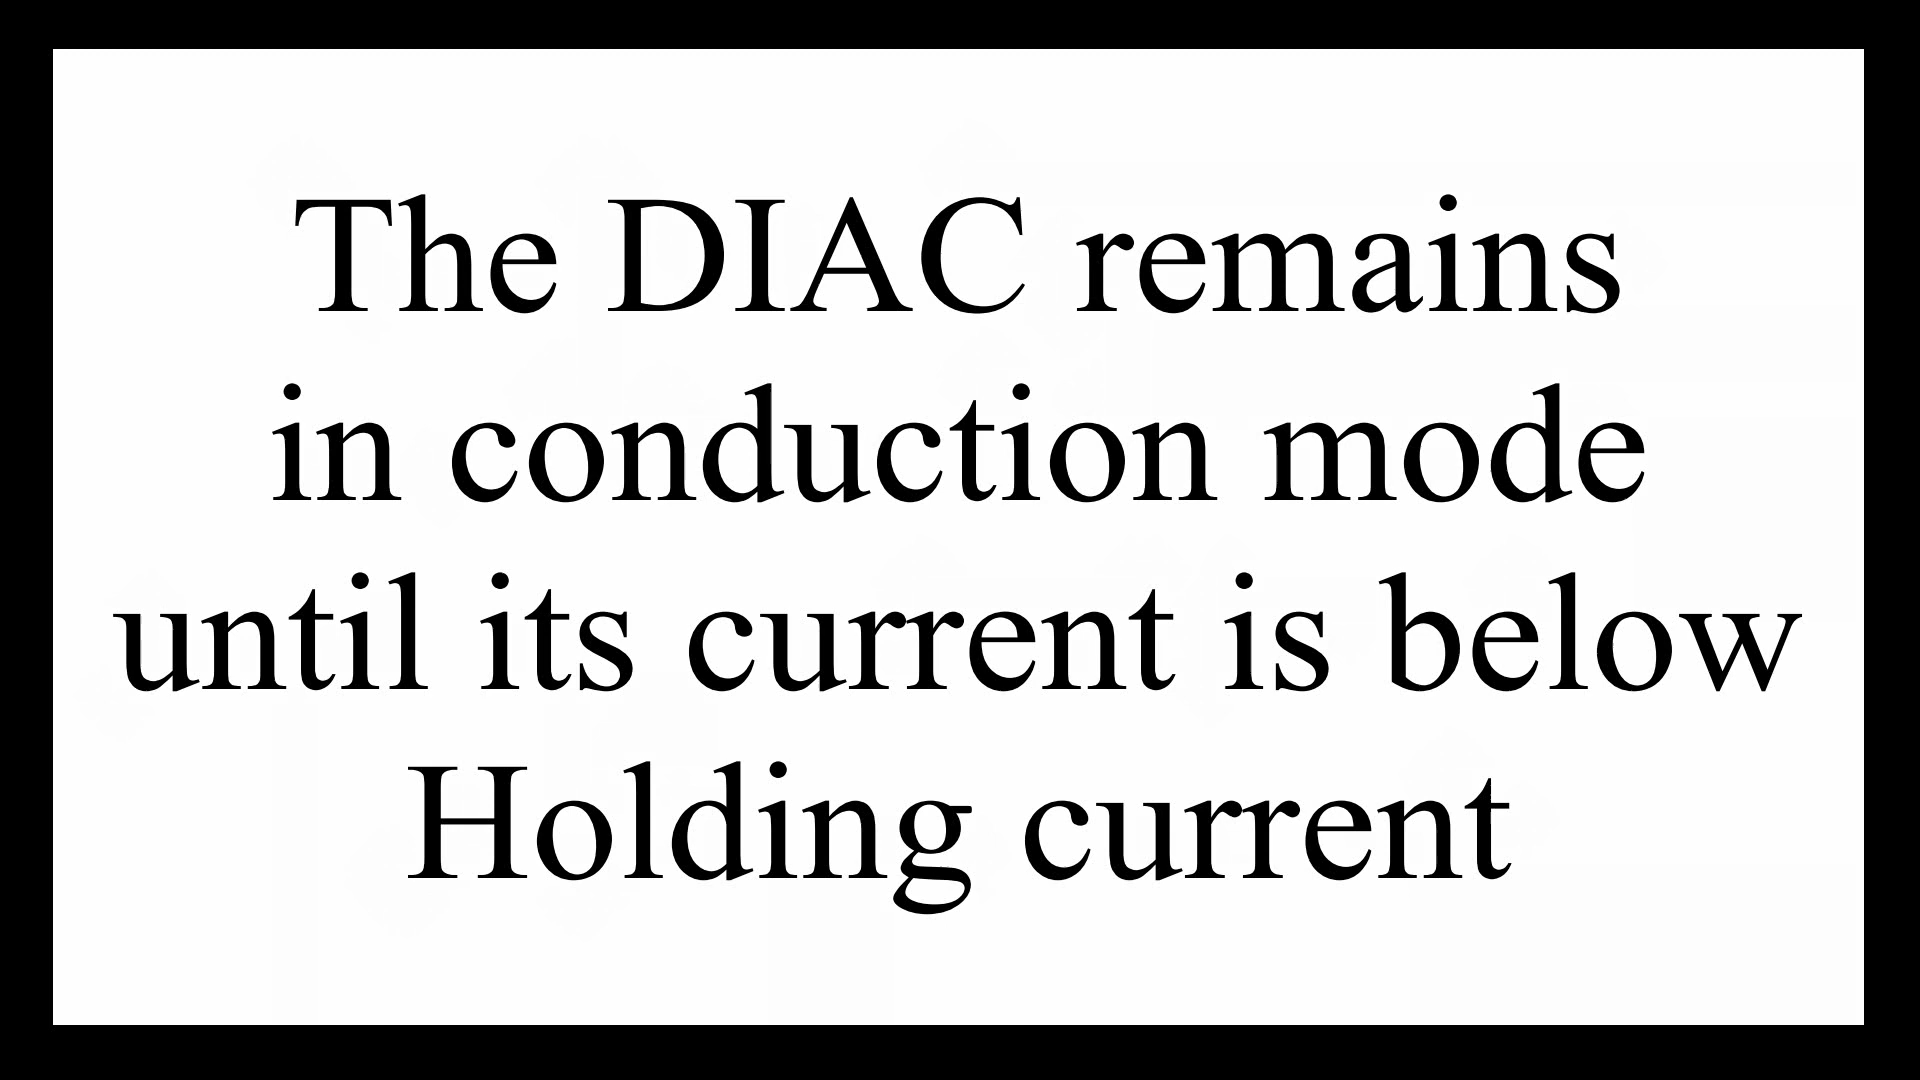 The DIAC remains
in conduction mode
until its current is below
Holding current